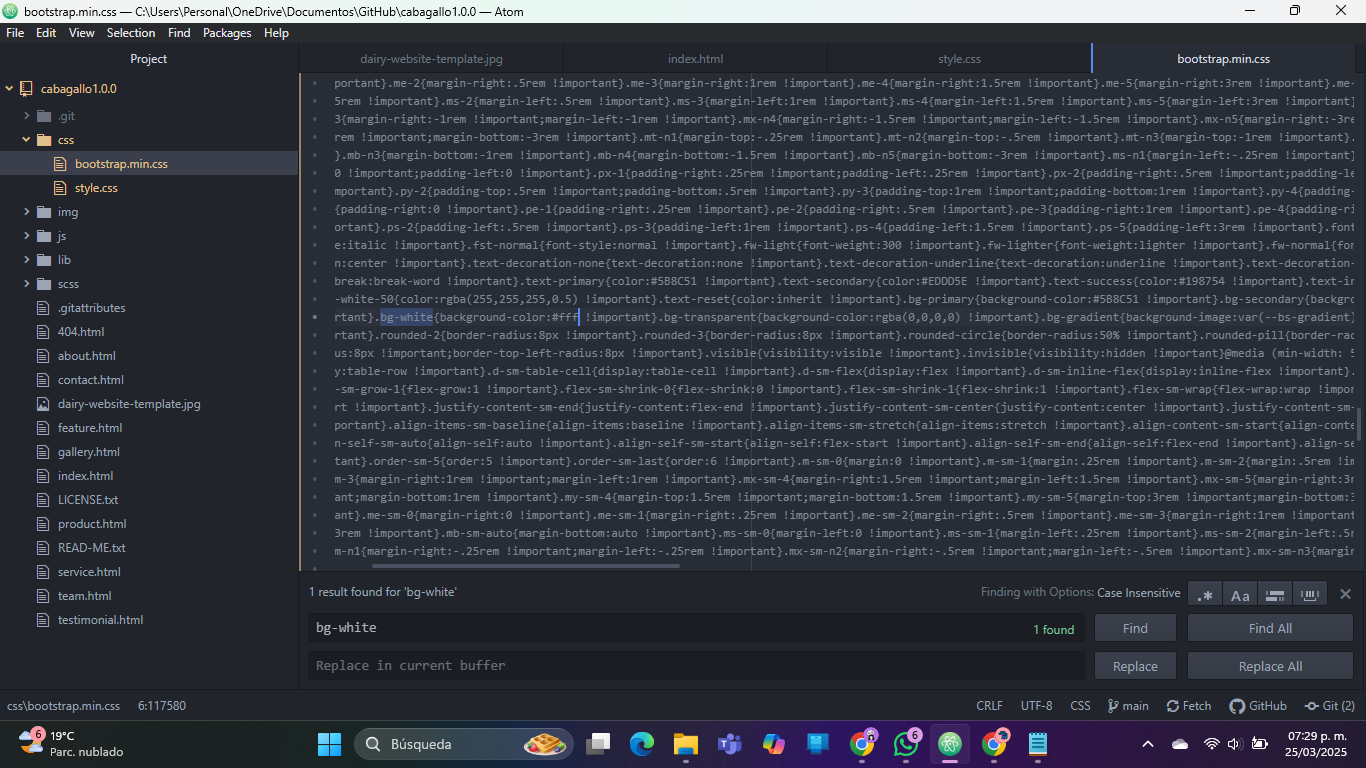 bootstrap.min.css — C:\Users\Personal\OneDrive\Documentos\GitHub\cabagallo1.0.0 — Atom
File Edit View Selection Find Packages Help
Project
dairy-website-template.jpg
index.html
style.css
bootstrap.min.css
cabagallo1.0.0
.git
css
bootstrap.min.css
style.css
img
js
lib
scss
.gitattributes
404.html
about.html
contact.html
dairy-website-template.jpg
feature.html
gallery.html
index.html
LICENSE.txt
product.html
READ-ME.txt
service.html
team.html
testimonial.html
portant}.me-2{margin-right:.5rem !important}.me-3{margin-right:1rem !important}.me-4{margin-right:1.5rem !important}.me-5{margin-right:3rem !important}.me-
5rem !important}.ms-2{margin-left:.5rem !important}.ms-3{margin-left:1rem !important}.ms-4{margin-left:1.5rem !important}.ms-5{margin-left:3rem !important}
3{margin-right:-1rem !important;margin-left:-1rem !important}.mx-n4{margin-right:-1.5rem !important;margin-left:-1.5rem !important}.mx-n5{margin-right:-3re
rem !important;margin-bottom:-3rem !important}.mt-n1{margin-top:-.25rem !important}.mt-n2{margin-top:-.5rem !important}.mt-n3{margin-top:-1rem !important}
}.mb-n3{margin-bottom:-1rem !important}.mb-n4{margin-bottom:-1.5rem !important}.mb-n5{margin-bottom:-3rem !important}.ms-n1{margin-left:-.25rem !important}
0 !important;padding-left:0 !important}.px-1{padding-right:.25rem !important;padding-left:.25rem !important}.px-2{padding-right:.5rem !important;padding-le
mportant}.py-2{padding-top:.5rem !important;padding-bottom:.5rem !important}.py-3{padding-top:1rem !important;padding-bottom:1rem !important}.py-4{padding-
{padding-right:0 !important}.pe-1{padding-right:.25rem !important}.pe-2{padding-right:.5rem !important}.pe-3{padding-right:1rem !important}.pe-4{padding-ri
ortant}.ps-2{padding-left:.5rem !important}.ps-3{padding-left:1rem !important}.ps-4{padding-left:1.5rem !important}.ps-5{padding-left:3rem !important}.font
e:italic !important}.fst-normal{font-style:normal !important}.fw-light{font-weight:300 !important}.fw-lighter{font-weight:lighter !important}.fw-normal{fon
n:center !important}.text-decoration-none{text-decoration:none !important}.text-decoration-underline{text-decoration:underline !important}.text-decoration-
break:break-word !important}.text-primary{color:#5B8C51 !important}.text-secondary{color:#EDDD5E !important}.text-success{color:#198754 !important}.text-in
-white-50{color:rgba(255,255,255,0.5) !important}.text-reset{color:inherit !important}.bg-primary{background-color:#5B8C51 !important}.bg-secondary{backgro
rtant}.bg-white{background-color:#fff !important}.bg-transparent{background-color:rgba(0,0,0,0) !important}.bg-gradient{background-image:var(--bs-gradient)
rtant}.rounded-2{border-radius:8px !important}.rounded-3{border-radius:8px !important}.rounded-circle{border-radius:50% !important}.rounded-pill{border-rad
us:8px !important;border-top-left-radius:8px !important}.visible{visibility:visible !important}.invisible{visibility:hidden !important}@media (min-width: 5
y:table-row !important}.d-sm-table-cell{display:table-cell !important}.d-sm-flex{display:flex !important}.d-sm-inline-flex{display:inline-flex !important}.
-sm-grow-1{flex-grow:1 !important}.flex-sm-shrink-0{flex-shrink:0 !important}.flex-sm-shrink-1{flex-shrink:1 !important}.flex-sm-wrap{flex-wrap:wrap !impor
rt !important}.justify-content-sm-end{justify-content:flex-end !important}.justify-content-sm-center{justify-content:center !important}.justify-content-sm-
portant}.align-items-sm-baseline{align-items:baseline !important}.align-items-sm-stretch{align-items:stretch !important}.align-content-sm-start{align-conte
n-self-sm-auto{align-self:auto !important}.align-self-sm-start{align-self:flex-start !important}.align-self-sm-end{align-self:flex-end !important}.align-se
tant}.order-sm-5{order:5 !important}.order-sm-last{order:6 !important}.m-sm-0{margin:0 !important}.m-sm-1{margin:.25rem !important}.m-sm-2{margin:.5rem !im
m-3{margin-right:1rem !important;margin-left:1rem !important}.mx-sm-4{margin-right:1.5rem !important;margin-left:1.5rem !important}.mx-sm-5{margin-right:3r
ant;margin-bottom:1rem !important}.my-sm-4{margin-top:1.5rem !important;margin-bottom:1.5rem !important}.my-sm-5{margin-top:3rem !important;margin-bottom:3
ant}.me-sm-0{margin-right:0 !important}.me-sm-1{margin-right:.25rem !important}.me-sm-2{margin-right:.5rem !important}.me-sm-3{margin-right:1rem !important
3rem !important}.mb-sm-auto{margin-bottom:auto !important}.ms-sm-0{margin-left:0 !important}.ms-sm-1{margin-left:.25rem !important}.ms-sm-2{margin-left:.5r
m-n1{margin-right:-.25rem !important;margin-left:-.25rem !important}.mx-sm-n2{margin-right:-.5rem !important;margin-left:-.5rem !important}.mx-sm-n3{margin
1 result found for 'bg-white'
Finding with Options: Case Insensitive
.* Aa
bg-white
1 found
Find
Find All
Replace in current buffer
Replace
Replace All
css\bootstrap.min.css 6:117580
CRLF UTF-8 CSS main Fetch GitHub Git (2)
6
19°C
Parc. nublado
Búsqueda
6
07:29 p. m.
25/03/2025